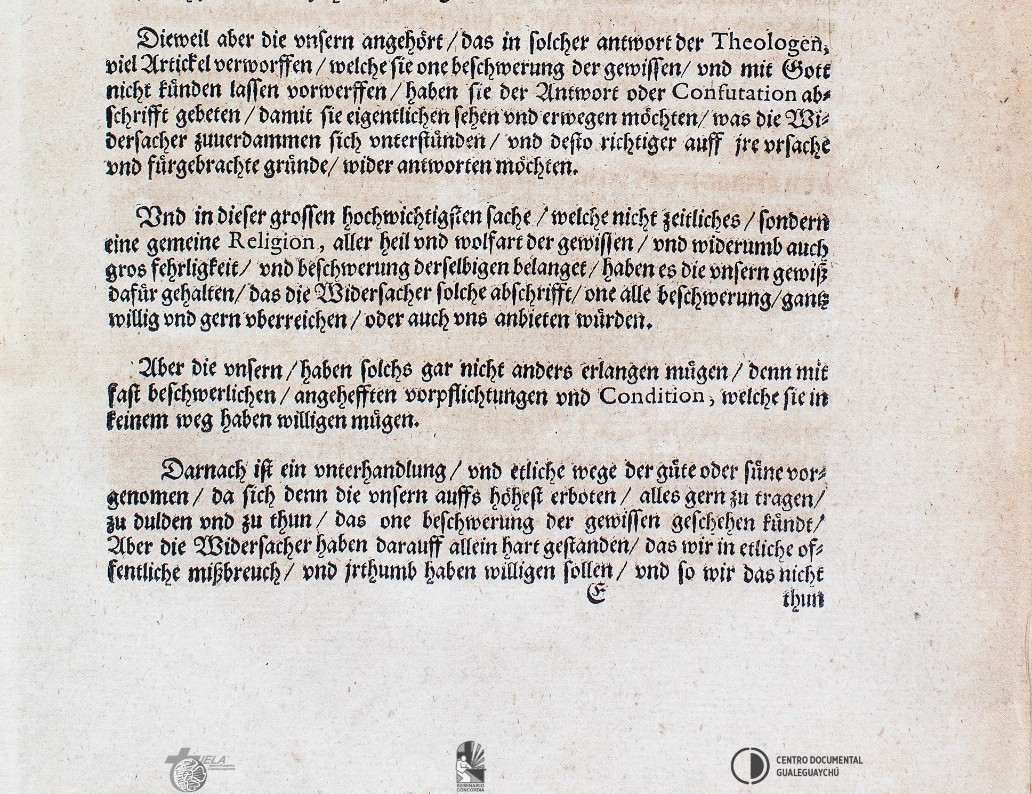 Dieweil aber die vnsern angehört / das in solcher antwort der Theologen,
viel Artickel verworffen / welche sie one beschwerung der gewissen / vnd mit Gott
nicht künden lassen vorwerffen / haben sie der Antwort oder Confutation ab⸗
schrifft gebeten / damit sie eigentlichen sehen vnd erwegen möchten / was die Wi⸗
dersacher zuuerdammen sich vnterstünden / vnd desto richtiger auff jre vrsache
vnd fürgebrachte gründe / wider antworten möchten.
Vnd in dieser grossen hochwichtigsten sache / welche nicht zeitliches / sondern
eine gemeine Religion, aller heil vnd wolfart der gewissen / vnd widerumb auch
gros fehrligkeit / vnd beschwerung derselbigen belanget / haben es die vnsern gewiß
dafür gehalten / das die Widersacher solche abschrifft / one alle beschwerung / gantz
willig vnd gern vberreichen / oder auch vns anbieten würden.
Aber die vnsern / haben solchs gar nicht anders erlangen mügen / denn mit
fast beschwerlichen / angehefften vorpflichtungen vnd Condition, welche sie in
keinem weg haben willigen mügen.
Darnach ist ein vnterhandlung / vnd etliche wege der güte oder süne vor⸗
genomen / da sich denn die vnsern auffs höhest erboten / alles gern zu tragen /
zu dulden vnd zu thun / das one beschwerung der gewissen geschehen kündt /
Aber die Widersacher haben darauff allein hart gestanden / das wir in etliche of⸗
fentliche mißbreuch / vnd jrthumb haben willigen sollen / vnd so wir das nicht
E thun
IELA
SEMINARIO
CONCORDIA
CENTRO DOCUMENTAL
GUALEGUAYCHÚ